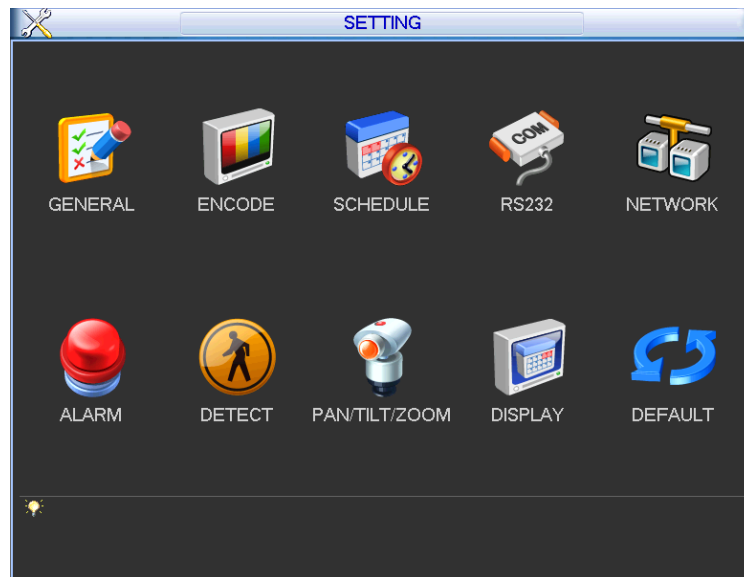 SETTING
COM
GENERAL ENCODE SCHEDULE RS232 NETWORK
ALARM DETECT PAN/TILT/ZOOM DISPLAY DEFAULT